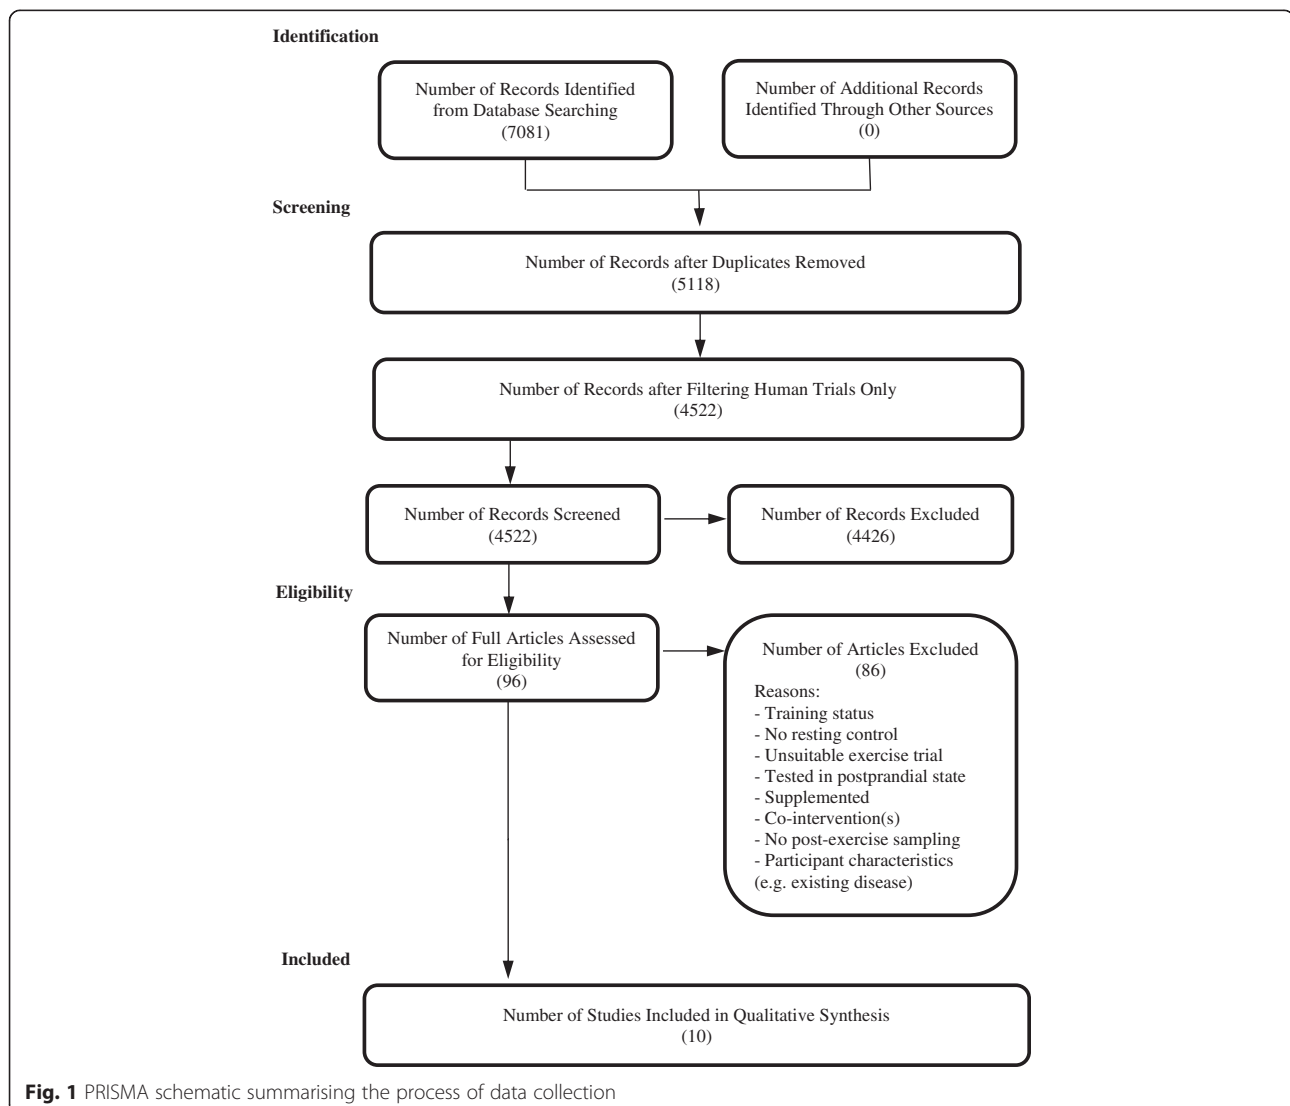 Identification
Number of Records Identified
from Database Searching
(7081)
Number of Additional Records
Identified Through Other Sources
(0)
Screening
Number of Records after Duplicates Removed
(5118)
Number of Records after Filtering Human Trials Only
(4522)
Number of Records Screened
(4522)
Number of Records Excluded
(4426)
Eligibility
Number of Full Articles Assessed
for Eligibility
(96)
Number of Articles Excluded
(86)
Reasons:
- Training status
- No resting control
- Unsuitable exercise trial
- Tested in postprandial state
- Supplemented
- Co-intervention(s)
- No post-exercise sampling
- Participant characteristics
(e.g. existing disease)
Included
Number of Studies Included in Qualitative Synthesis
(10)
Fig. 1 PRISMA schematic summarising the process of data collection